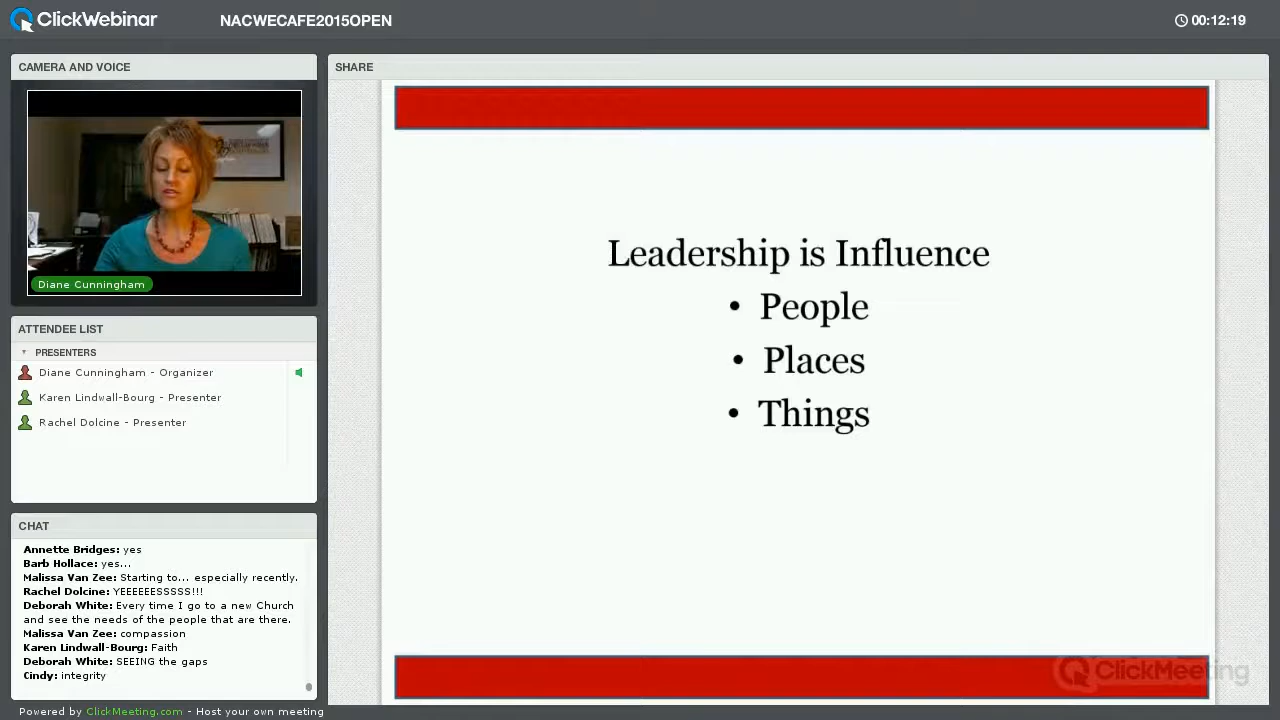 ClickWebinar
NACWECAFE2015OPEN
00:12:19
CAMERA AND VOICE
Diane Cunningham
ATTENDEE LIST
PRESENTERS
Diane Cunningham - Organizer
Karen Lindwall-Bourg - Presenter
Rachel Dolcine - Presenter
CHAT
Annette Bridges: yes
Barb Hollace: yes...
Malissa Van Zee: Starting to... especially recently.
Rachel Dolcine: YEEEEEESSSSS!!!
Deborah White: Every time I go to a new Church
and see the needs of the people that are there.
Malissa Van Zee: compassion
Karen Lindwall-Bourg: Faith
Deborah White: SEEING the gaps
Cindy: integrity
Powered by ClickMeeting.com - Host your own meeting
SHARE
Leadership is Influence
• People
• Places
• Things
ClickMeeting